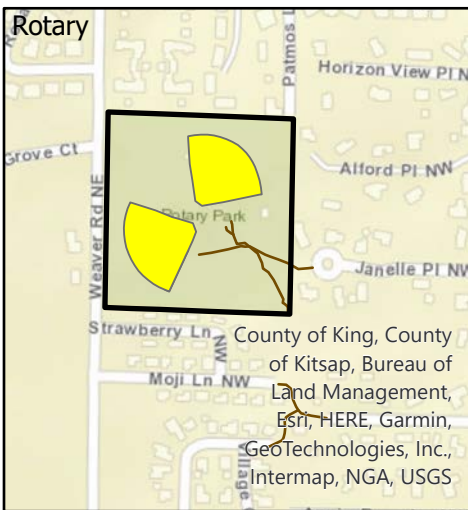 Rotary
Patmos L
Horizon View Pl N
Grove Ct
Alford Pl NW
Weaver Rd NE
Rotary Park
Janelle Pl NW
Strawberry Ln NW
County of King, County
of Kitsap, Bureau of
Land Management,
Esri, HERE, Garmin,
GeoTechnologies, Inc.,
Intermap, NGA, USGS
Moji Ln NW
Village